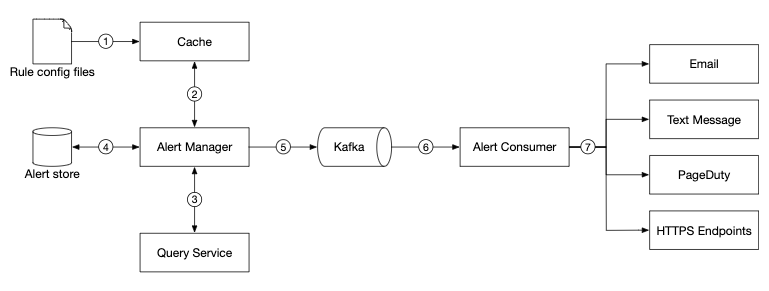 1
Cache
Rule config files
2
Email
Text Message
4
Alert Manager
5
Kafka
6
Alert Consumer
7
Alert store
PageDuty
3
HTTPS Endpoints
Query Service